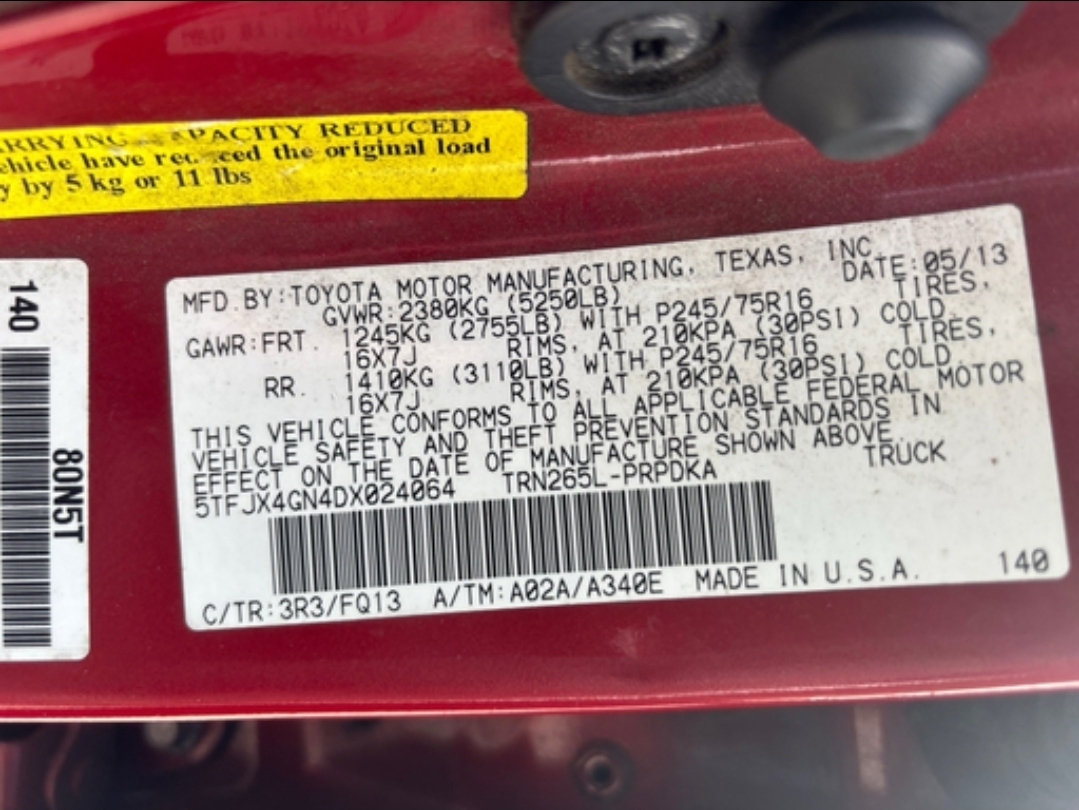 PACITY REDUCED
ehicle have re ced the original load
y by 5 kg or 11 lbs
140
80N5T
MFD BY:TOYOTA MOTOR MANUFACTURING, TEXAS, INC.
GVWR:2380KG (5250LB) DATE:05/13
GAWR:FRT. 1245KG (2755LB) WITH P245/75R16 TIRES,
16X7J RIMS, AT 210KPA (30PSI) COLD.
RR. 1410KG (3110LB) WITH P245/75R16 TIRES,
16X7J RIMS, AT 210KPA (30PSI) COLD.
THIS VEHICLE CONFORMS TO ALL APPLICABLE FEDERAL MOTOR
VEHICLE SAFETY AND THEFT PREVENTION STANDARDS IN
EFFECT ON THE DATE OF MANUFACTURE SHOWN ABOVE.
5TFJX4GN4DX024064 TRN265L-PRPDKA TRUCK
C/TR:3R3/FQ13 A/TM:A02A/A340E MADE IN U.S.A. 140